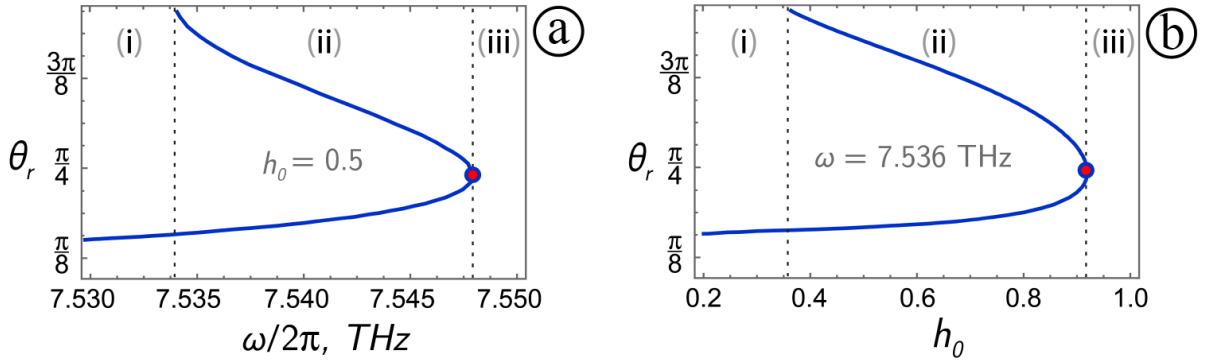 (i) (ii) (iii) a
3π/8
θr π/4
h0 = 0.5
π/8
7.530 7.535 7.540 7.545 7.550
ω/2π, THz
(i) (ii) (iii) b
3π/8
θr π/4
ω = 7.536 THz
π/8
0.2 0.4 0.6 0.8 1.0
h0